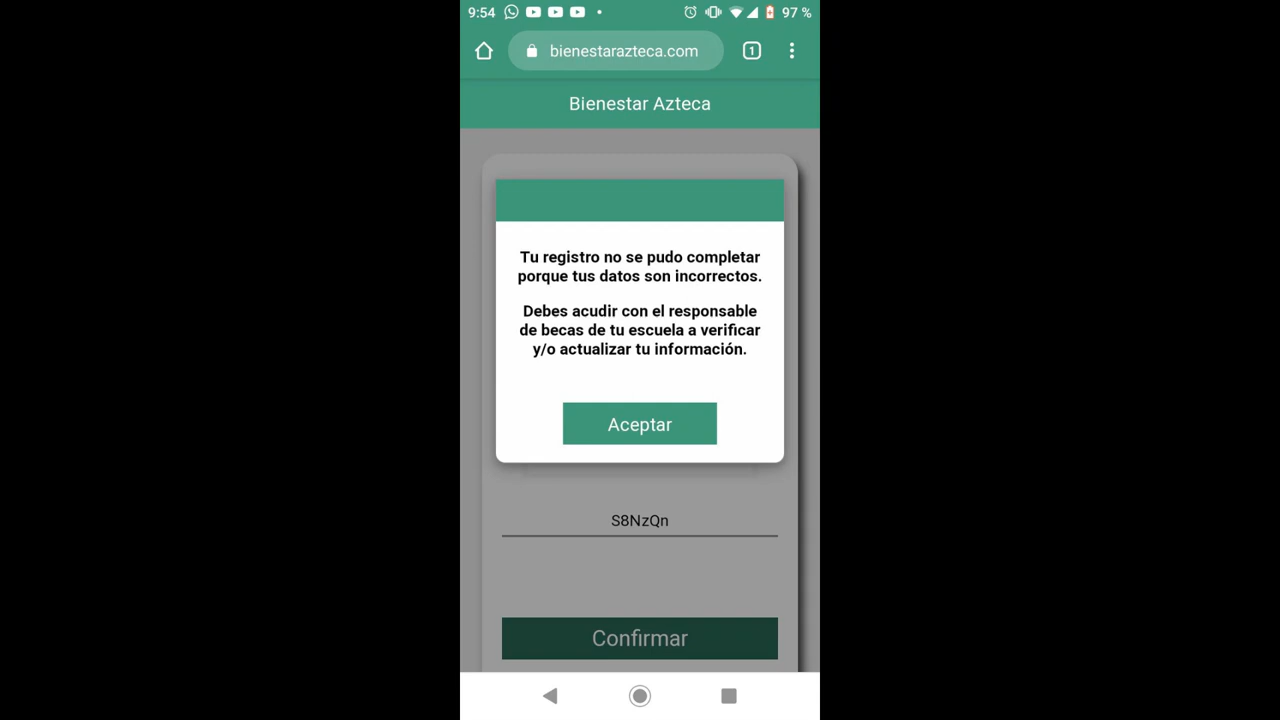 9:54
97 %
bienestarazteca.com
1
Bienestar Azteca
Tu registro no se pudo completar
porque tus datos son incorrectos.
Debes acudir con el responsable
de becas de tu escuela a verificar
y/o actualizar tu información.
Aceptar
S8NzQn
Confirmar